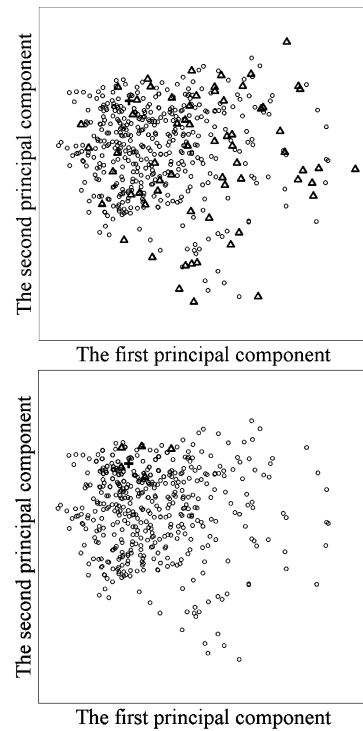 The second principal component
The first principal component
The second principal component
The first principal component